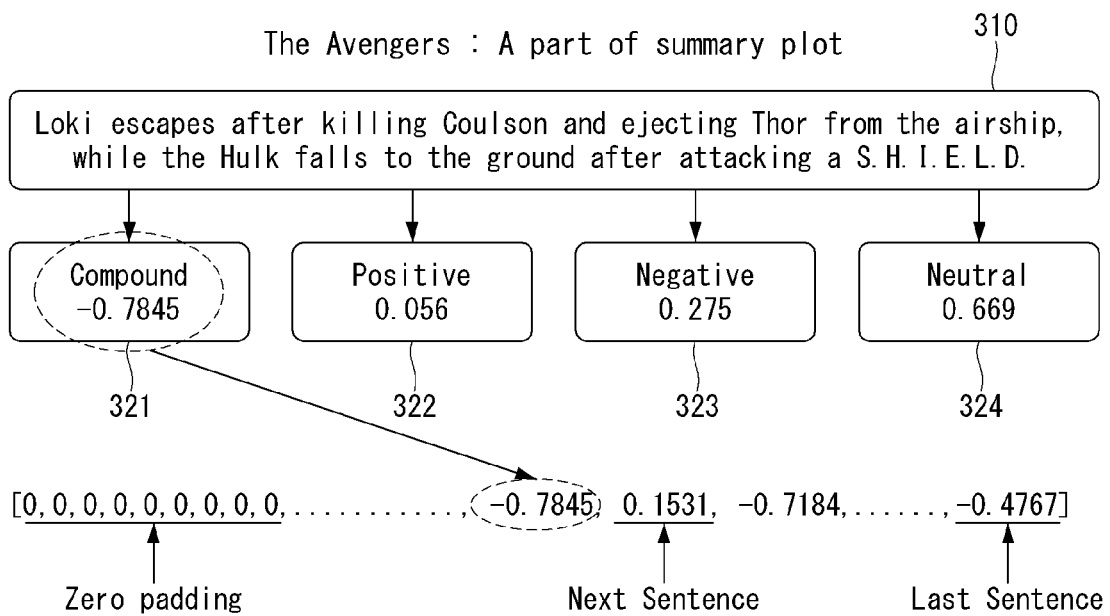 310
The Avengers : A part of summary plot
Loki escapes after killing Coulson and ejecting Thor from the airship,
while the Hulk falls to the ground after attacking a S.H.I.E.L.D.
Compound Positive Negative Neutral
-0.7845 0.056 0.275 0.669
321 322 323 324
[0,0,0,0,0,0,0,0,0,...........,-0.7845, 0.1531, -0.7184,......,-0.4767]
Zero padding Next Sentence Last Sentence